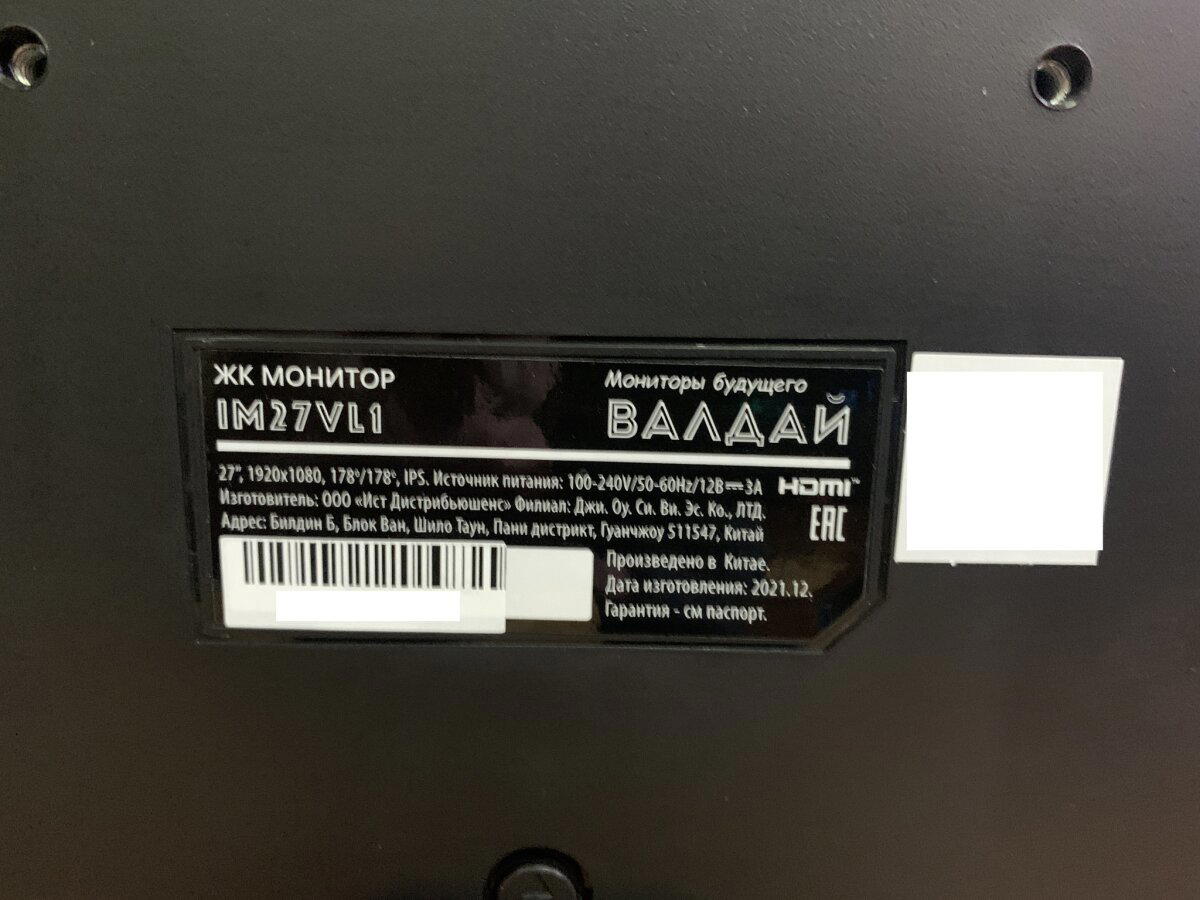 ЖК МОНИТОР
IM27VL1
Мониторы будущего
ВАЛДАЙ
27", 1920x1080, 178°/178°, IPS. Источник питания: 100-240V/50-60Hz/12В⎓3А
HDMI™
Изготовитель: ООО «Ист Дистрибьюшенс» Филиал: Джи. Оу. Си. Ви. Эс. Ко., ЛТД.
Адрес: Билдин Б, Блок Ван, Шило Таун, Пани дистрикт, Гуанчжоу 511547, Китай
EAC
Произведено в Китае.
Дата изготовления: 2021.12.
Гарантия - см паспорт.